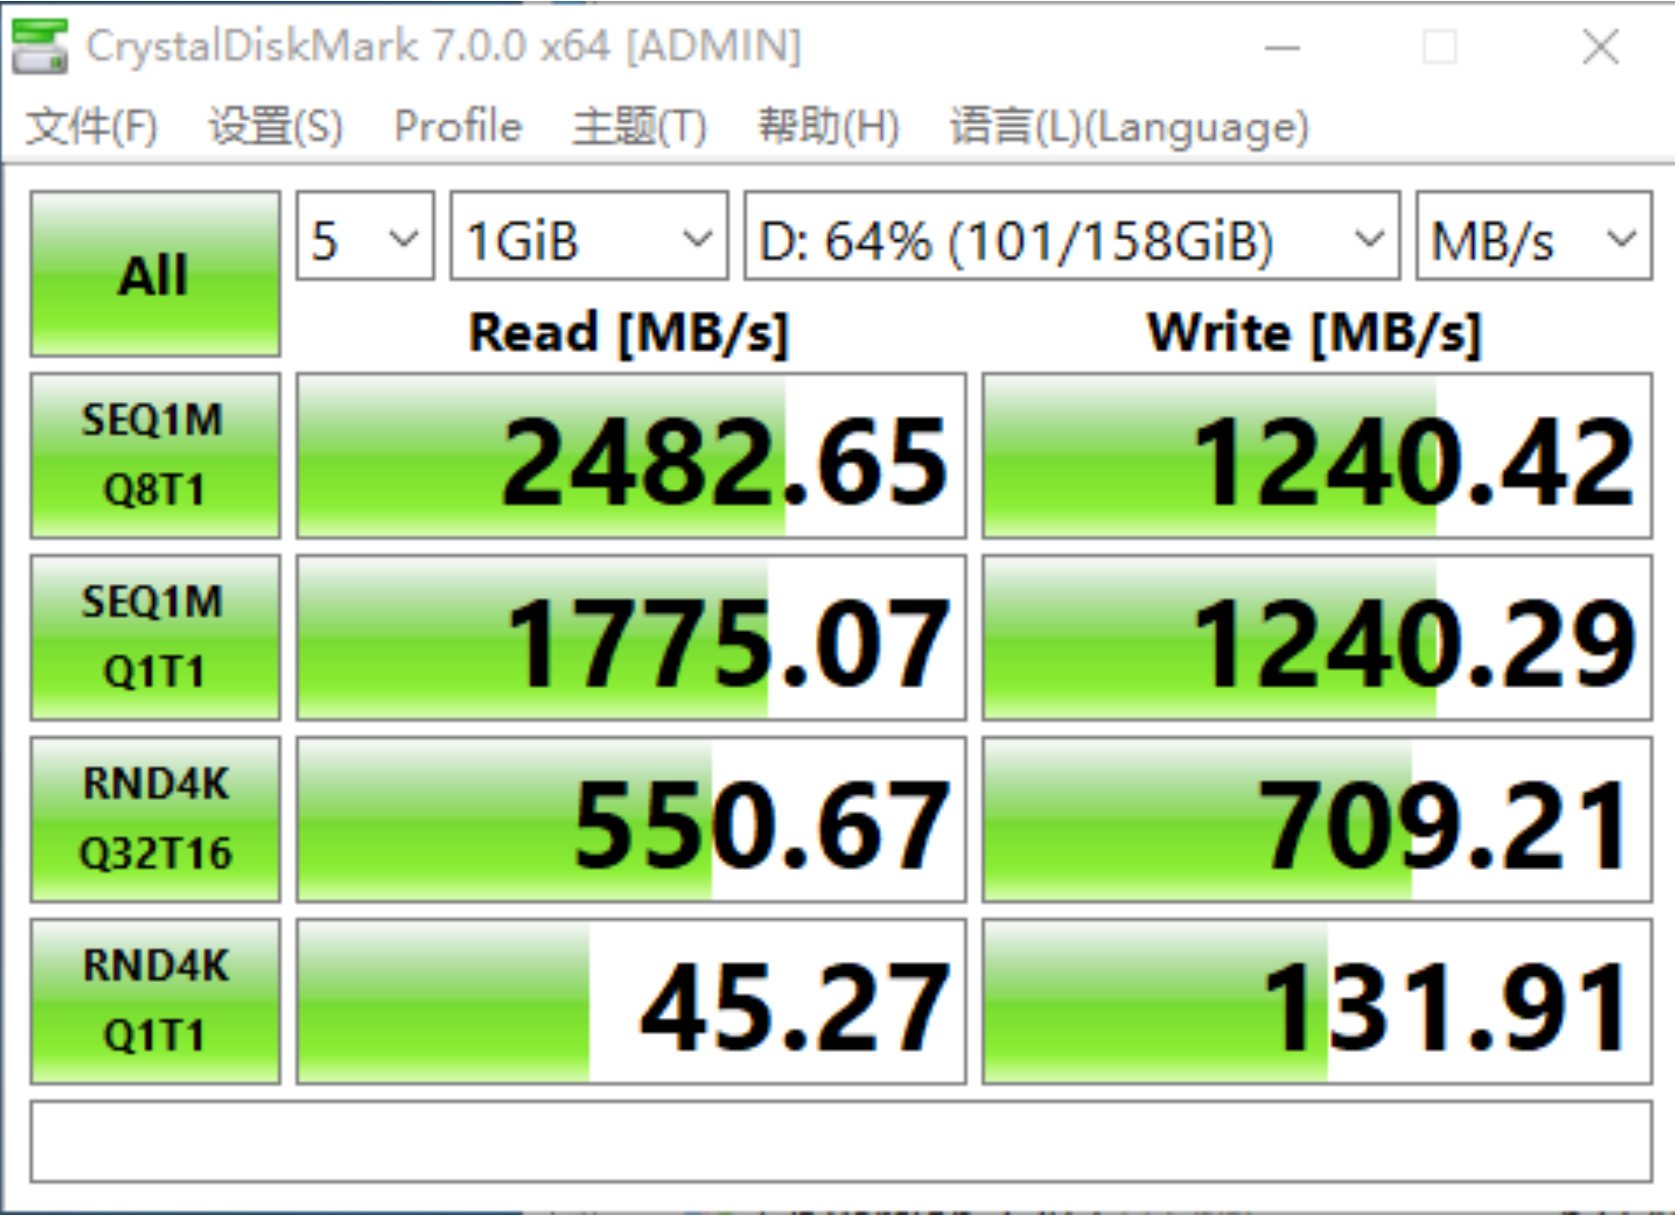 CrystalDiskMark 7.0.0 x64 [ADMIN]
文件(F) 设置(S) Profile 主题(T) 帮助(H) 语言(L)(Language)
All 5 1GiB D: 64% (101/158GiB) MB/s
Read [MB/s] Write [MB/s]
SEQ1M
Q8T1 2482.65 1240.42
SEQ1M
Q1T1 1775.07 1240.29
RND4K
Q32T16 550.67 709.21
RND4K
Q1T1 45.27 131.91